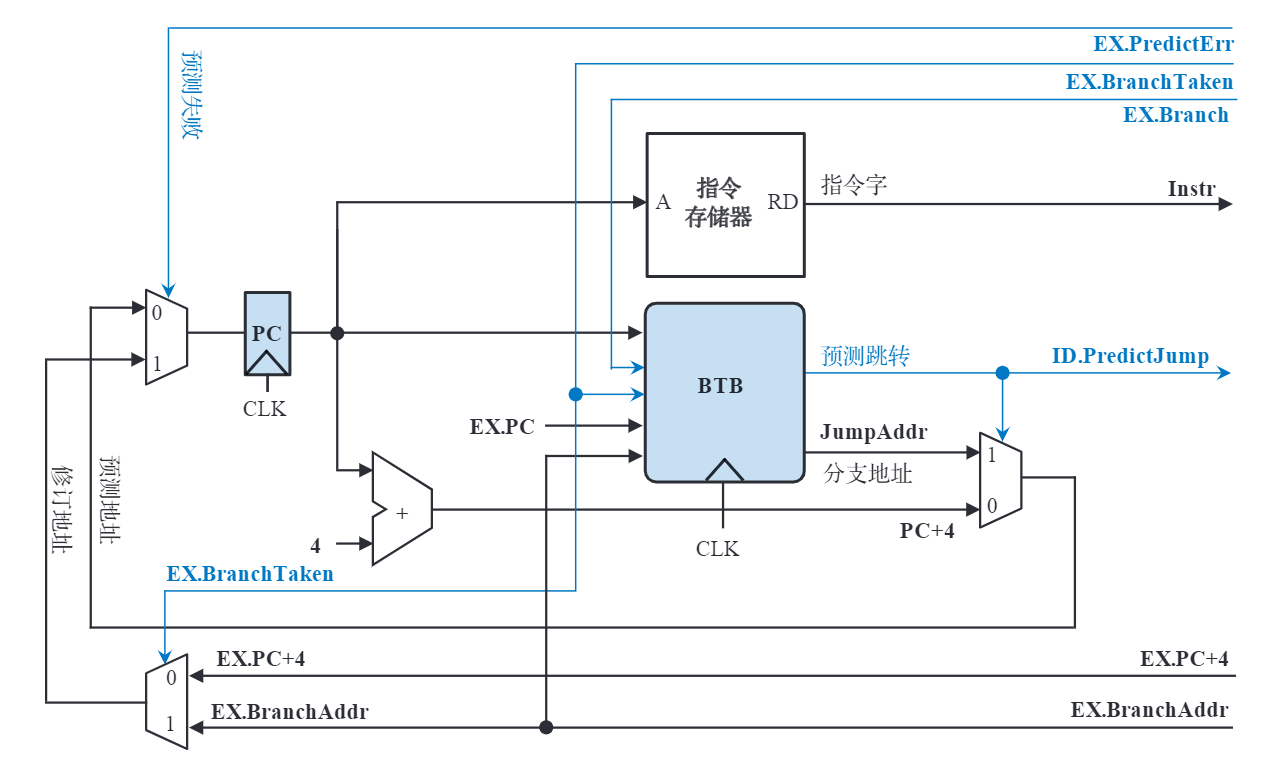 EX.PredictErr
预测失败
EX.BranchTaken
EX.Branch
指令
存储器
A
RD
指令字
Instr
0
1
PC
CLK
BTB
预测跳转
ID.PredictJump
EX.PC
JumpAddr
分支地址
1
0
PC+4
CLK
预测地址
修订地址
+
4
EX.BranchTaken
0
1
EX.PC+4
EX.PC+4
EX.BranchAddr
EX.BranchAddr